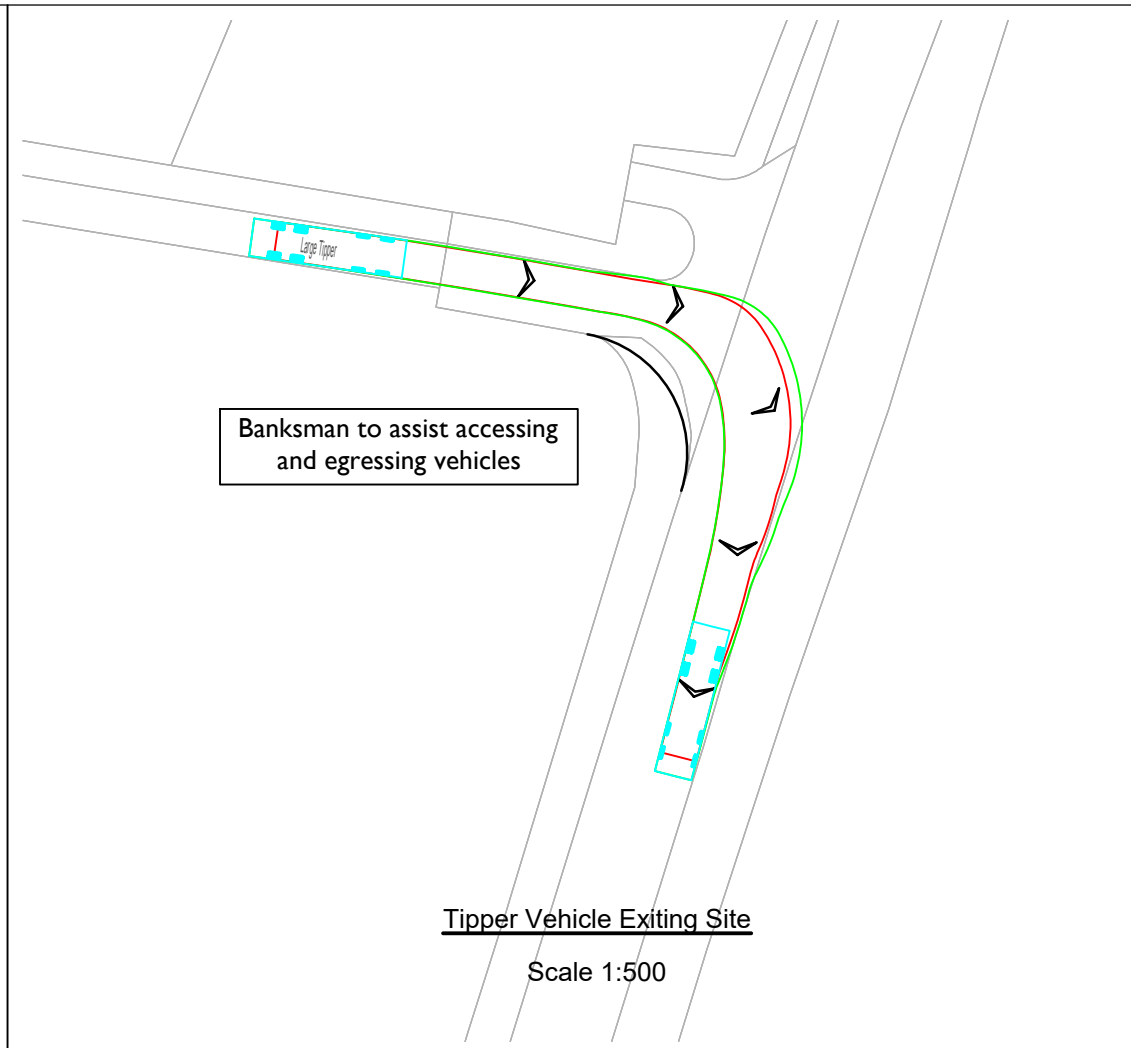 Large Tipper
Banksman to assist accessing
and egressing vehicles
Tipper Vehicle Exiting Site
Scale 1:500